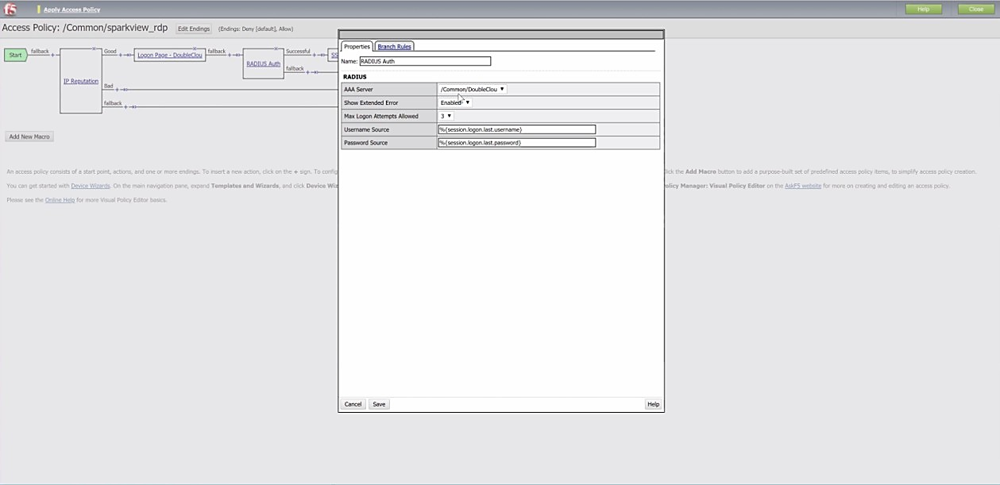 f5
Apply Access Policy
Help
Close
Access Policy: /Common/sparkview_rdp
Edit Endings
(Endings: Deny [default], Allow)
Start
fallback
+
IP Reputation
Good
+
Bad
+
fallback
+
Logon Page - DoubleClou
fallback
+
RADIUS Auth
Successful
+
fallback
+
SS
Add New Macro
An access policy consists of a start point, actions, and one or more endings. To insert a new action, click on the + sign. To config
lick the Add Macro button to add a purpose-built set of predefined access policy items, to simplify access policy creation.
You can get started with Device Wizards. On the main navigation pane, expand Templates and Wizards, and click Device Wiz
olicy Manager: Visual Policy Editor on the AskF5 website for more on creating and editing an access policy.
Please see the Online Help for more Visual Policy Editor basics.
Properties
Branch Rules
Name: RADIUS Auth
RADIUS
AAA Server /Common/DoubleClou
Show Extended Error Enabled
Max Logon Attempts Allowed 3
Username Source %{session.logon.last.username}
Password Source %{session.logon.last.password}
Cancel
Save
Help